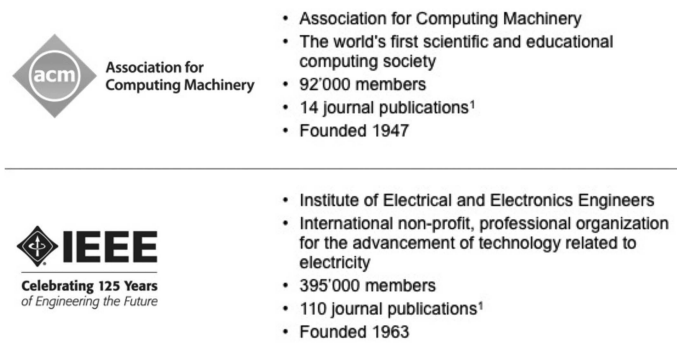 acm
Association for
Computing Machinery
• Association for Computing Machinery
• The world's first scientific and educational
computing society
• 92'000 members
• 14 journal publications¹
• Founded 1947
IEEE
Celebrating 125 Years
of Engineering the Future
• Institute of Electrical and Electronics Engineers
• International non-profit, professional organization
for the advancement of technology related to
electricity
• 395'000 members
• 110 journal publications¹
• Founded 1963